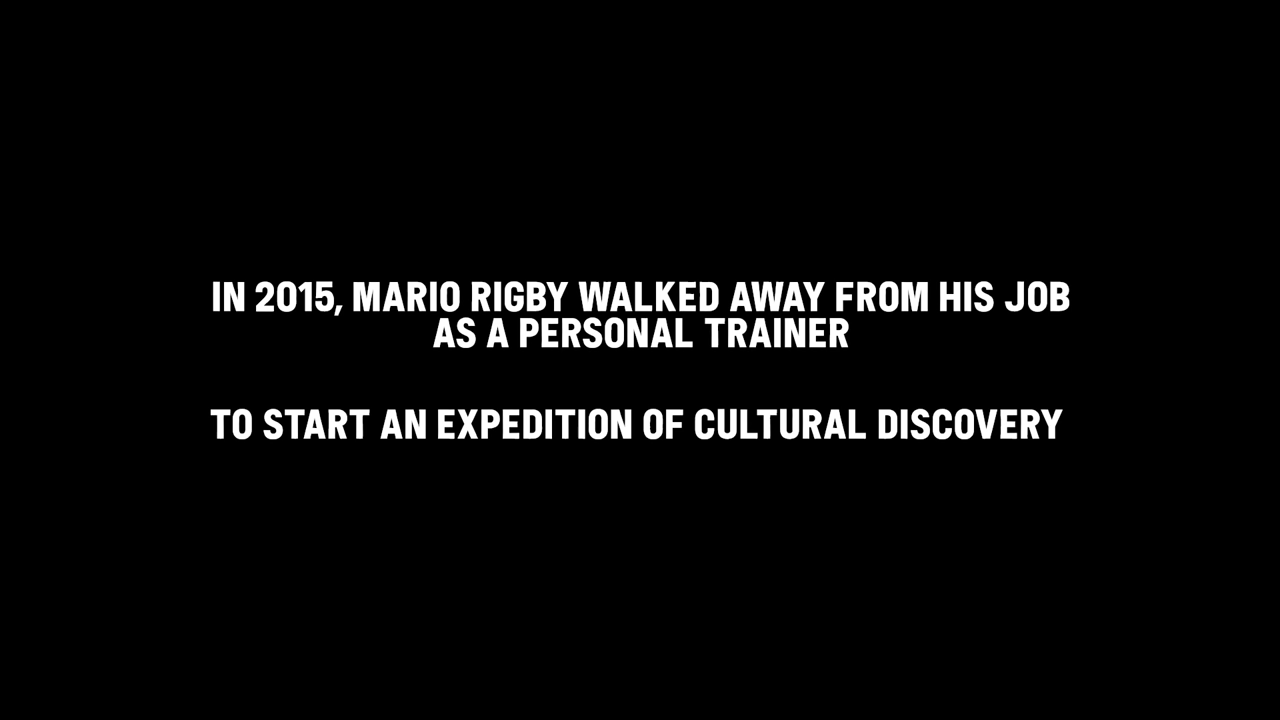 IN 2015, MARIO RIGBY WALKED AWAY FROM HIS JOB
AS A PERSONAL TRAINER
TO START AN EXPEDITION OF CULTURAL DISCOVERY